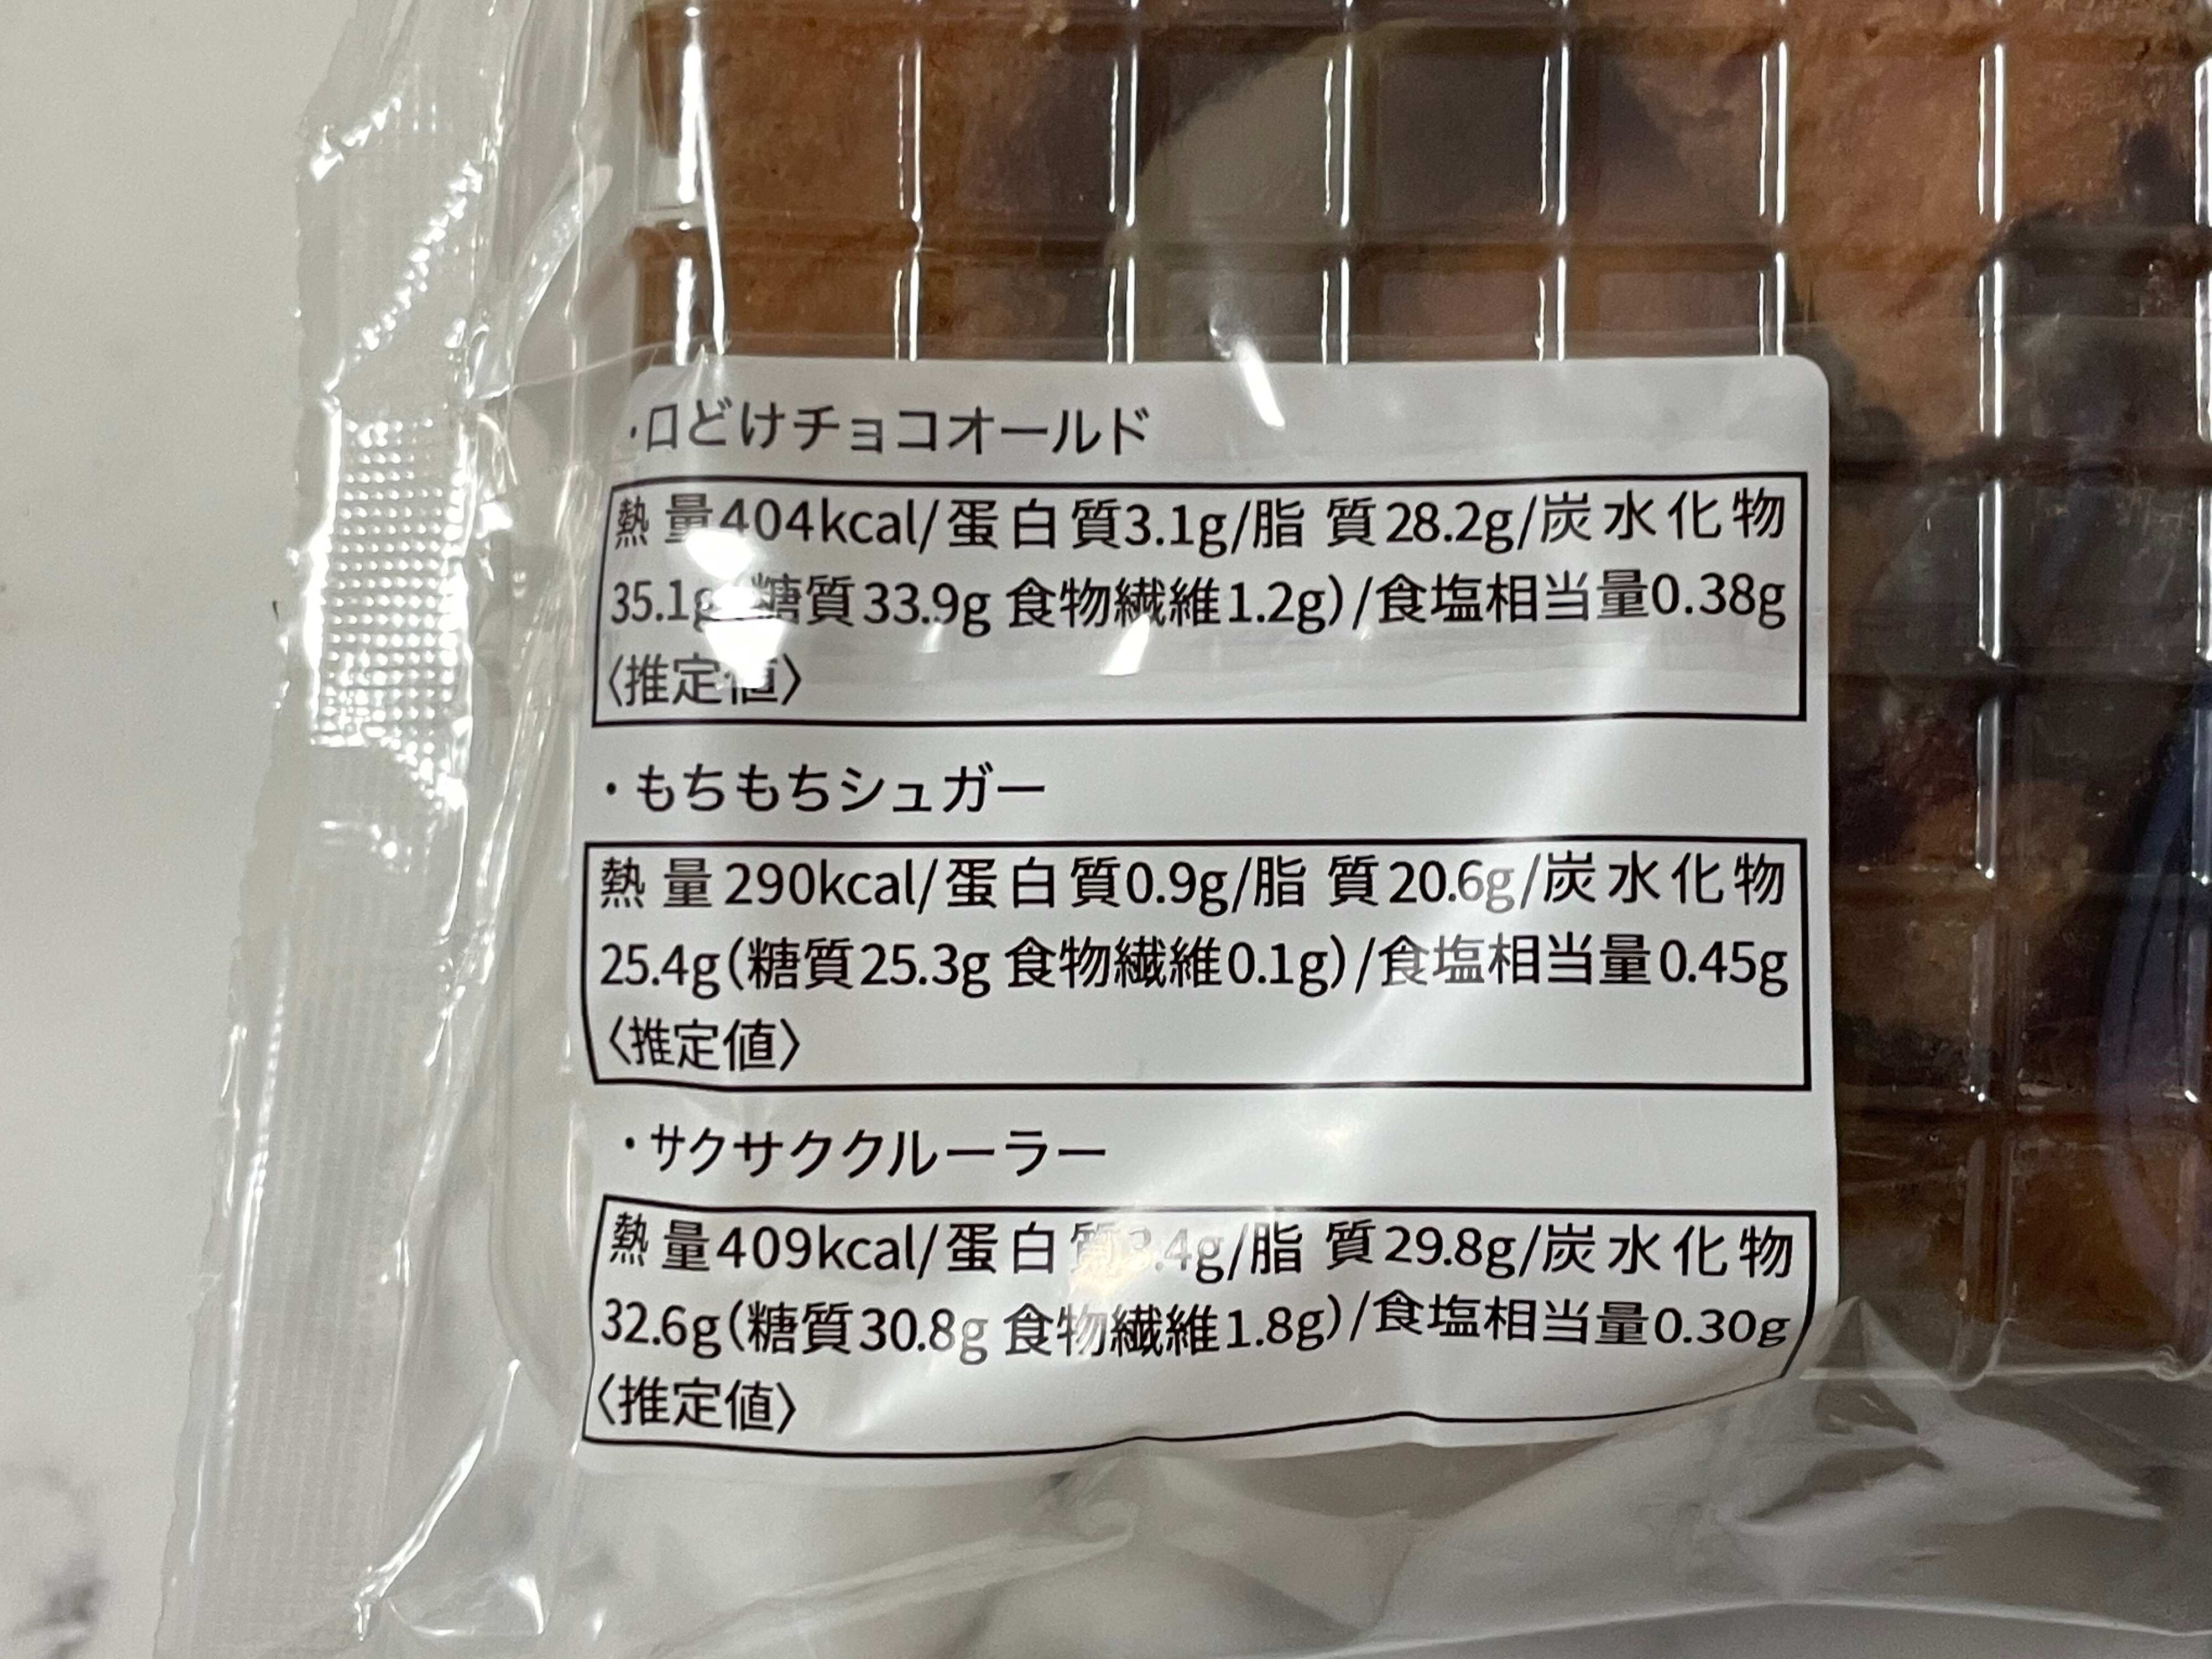 ・口どけチョコオールド
熱量404kcal/蛋白質3.1g/脂質28.2g/炭水化物
35.1g(糖質33.9g 食物繊維1.2g)/食塩相当量0.38g
〈推定値〉
・もちもちシュガー
熱量290kcal/蛋白質0.9g/脂質20.6g/炭水化物
25.4g(糖質25.3g 食物繊維0.1g)/食塩相当量0.45g
〈推定値〉
・サクサククルーラー
熱量409kcal/蛋白質3.4g/脂質29.8g/炭水化物
32.6g(糖質30.8g 食物繊維1.8g)/食塩相当量0.30g
〈推定値〉